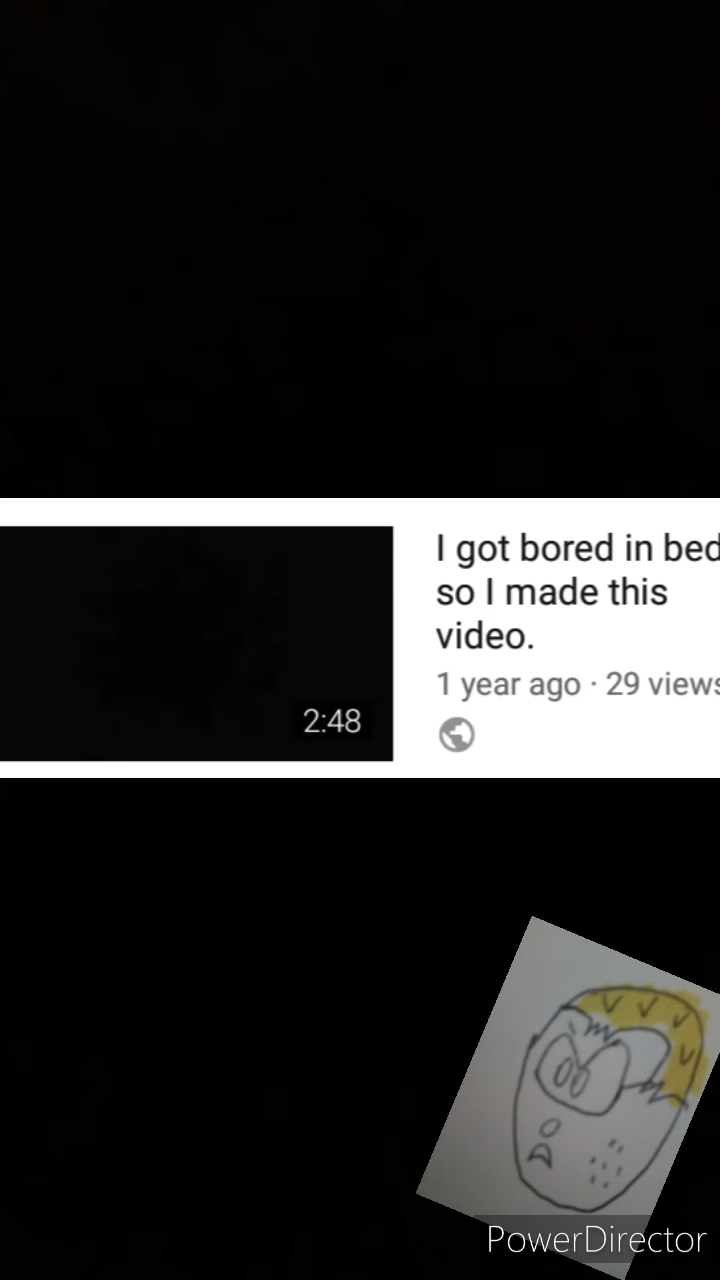 I got bored in bed
so I made this
video.
1 year ago · 29 views
2:48
PowerDirector